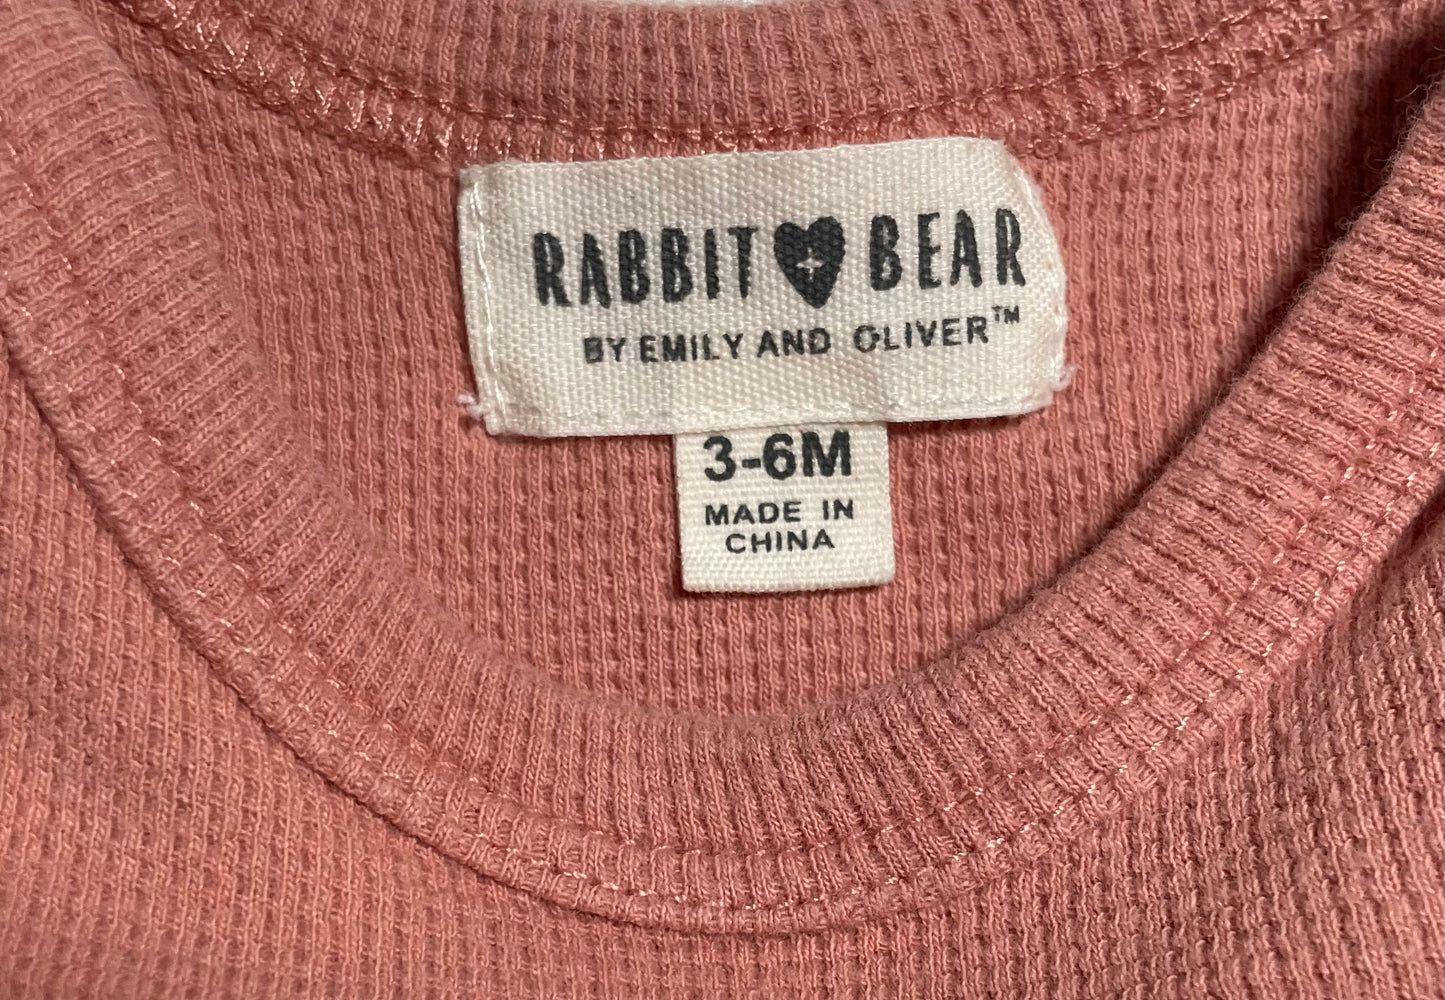 RABBIT BEAR
BY EMILY AND OLIVER™
3-6M
MADE IN
CHINA